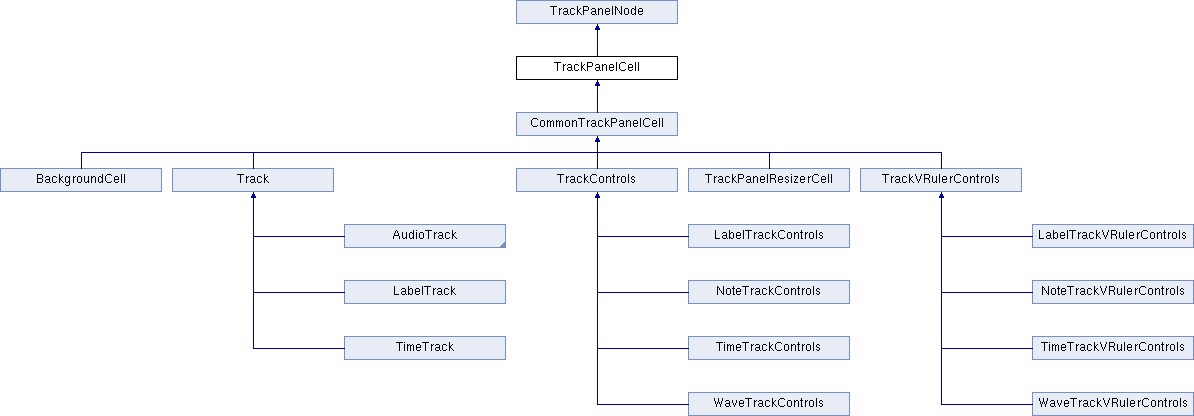 TrackPanelNode
TrackPanelCell
CommonTrackPanelCell
BackgroundCell
Track
TrackControls
TrackPanelResizerCell
TrackVRulerControls
AudioTrack
LabelTrackControls
LabelTrackVRulerControls
LabelTrack
NoteTrackControls
NoteTrackVRulerControls
TimeTrack
TimeTrackControls
TimeTrackVRulerControls
WaveTrackControls
WaveTrackVRulerControls